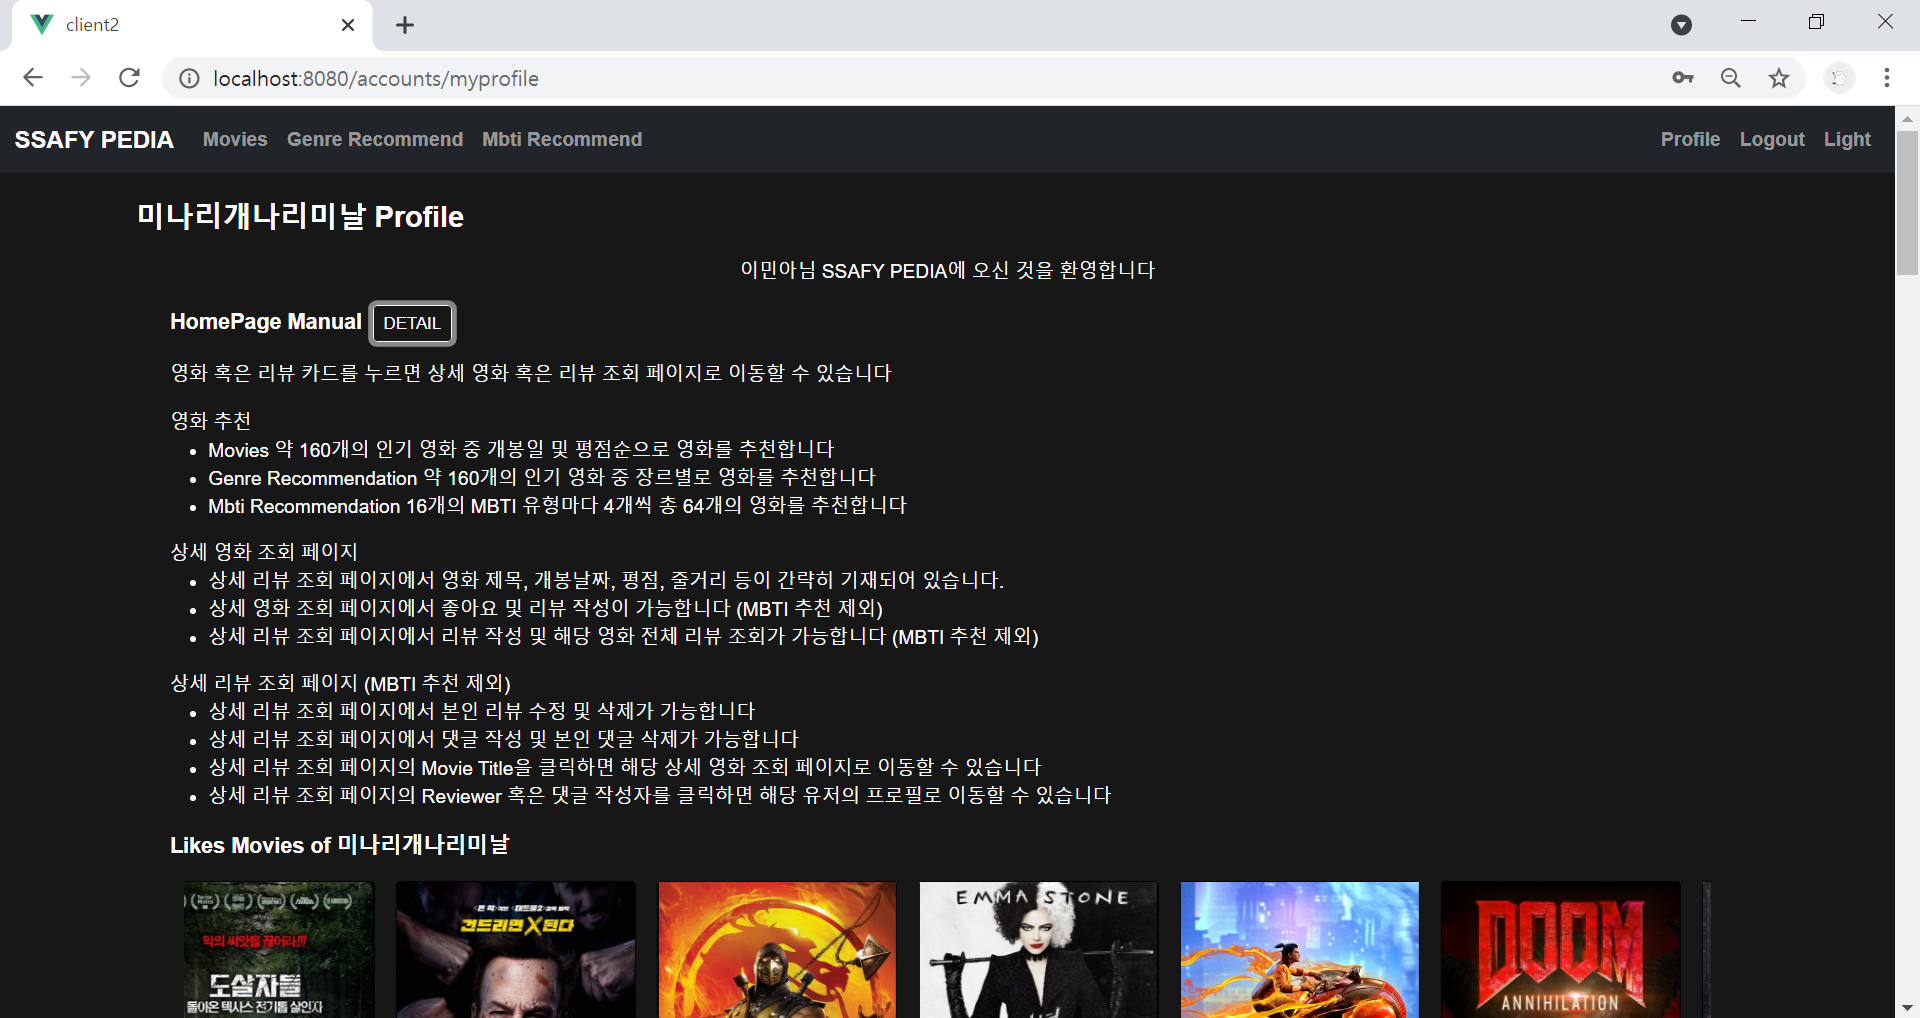 client2
localhost:8080/accounts/myprofile
SSAFY PEDIA Movies Genre Recommend Mbti Recommend Profile Logout Light
미나리개나리미날 Profile
이민아님 SSAFY PEDIA에 오신 것을 환영합니다
HomePage Manual DETAIL
영화 혹은 리뷰 카드를 누르면 상세 영화 혹은 리뷰 조회 페이지로 이동할 수 있습니다
영화 추천
• Movies 약 160개의 인기 영화 중 개봉일 및 평점순으로 영화를 추천합니다
• Genre Recommendation 약 160개의 인기 영화 중 장르별로 영화를 추천합니다
• Mbti Recommendation 16개의 MBTI 유형마다 4개씩 총 64개의 영화를 추천합니다
상세 영화 조회 페이지
• 상세 리뷰 조회 페이지에서 영화 제목, 개봉날짜, 평점, 줄거리 등이 간략히 기재되어 있습니다.
• 상세 영화 조회 페이지에서 좋아요 및 리뷰 작성이 가능합니다 (MBTI 추천 제외)
• 상세 리뷰 조회 페이지에서 리뷰 작성 및 해당 영화 전체 리뷰 조회가 가능합니다 (MBTI 추천 제외)
상세 리뷰 조회 페이지 (MBTI 추천 제외)
• 상세 리뷰 조회 페이지에서 본인 리뷰 수정 및 삭제가 가능합니다
• 상세 리뷰 조회 페이지에서 댓글 작성 및 본인 댓글 삭제가 가능합니다
• 상세 리뷰 조회 페이지의 Movie Title을 클릭하면 해당 상세 영화 조회 페이지로 이동할 수 있습니다
• 상세 리뷰 조회 페이지의 Reviewer 혹은 댓글 작성자를 클릭하면 해당 유저의 프로필로 이동할 수 있습니다
Likes Movies of 미나리개나리미날
악의 씨앗을 끊어라!!!
도살자들
돌아온 텍사스 전기톱 살인자
건드리면 X된다
EMMA STONE
DOOM
ANNIHILATION